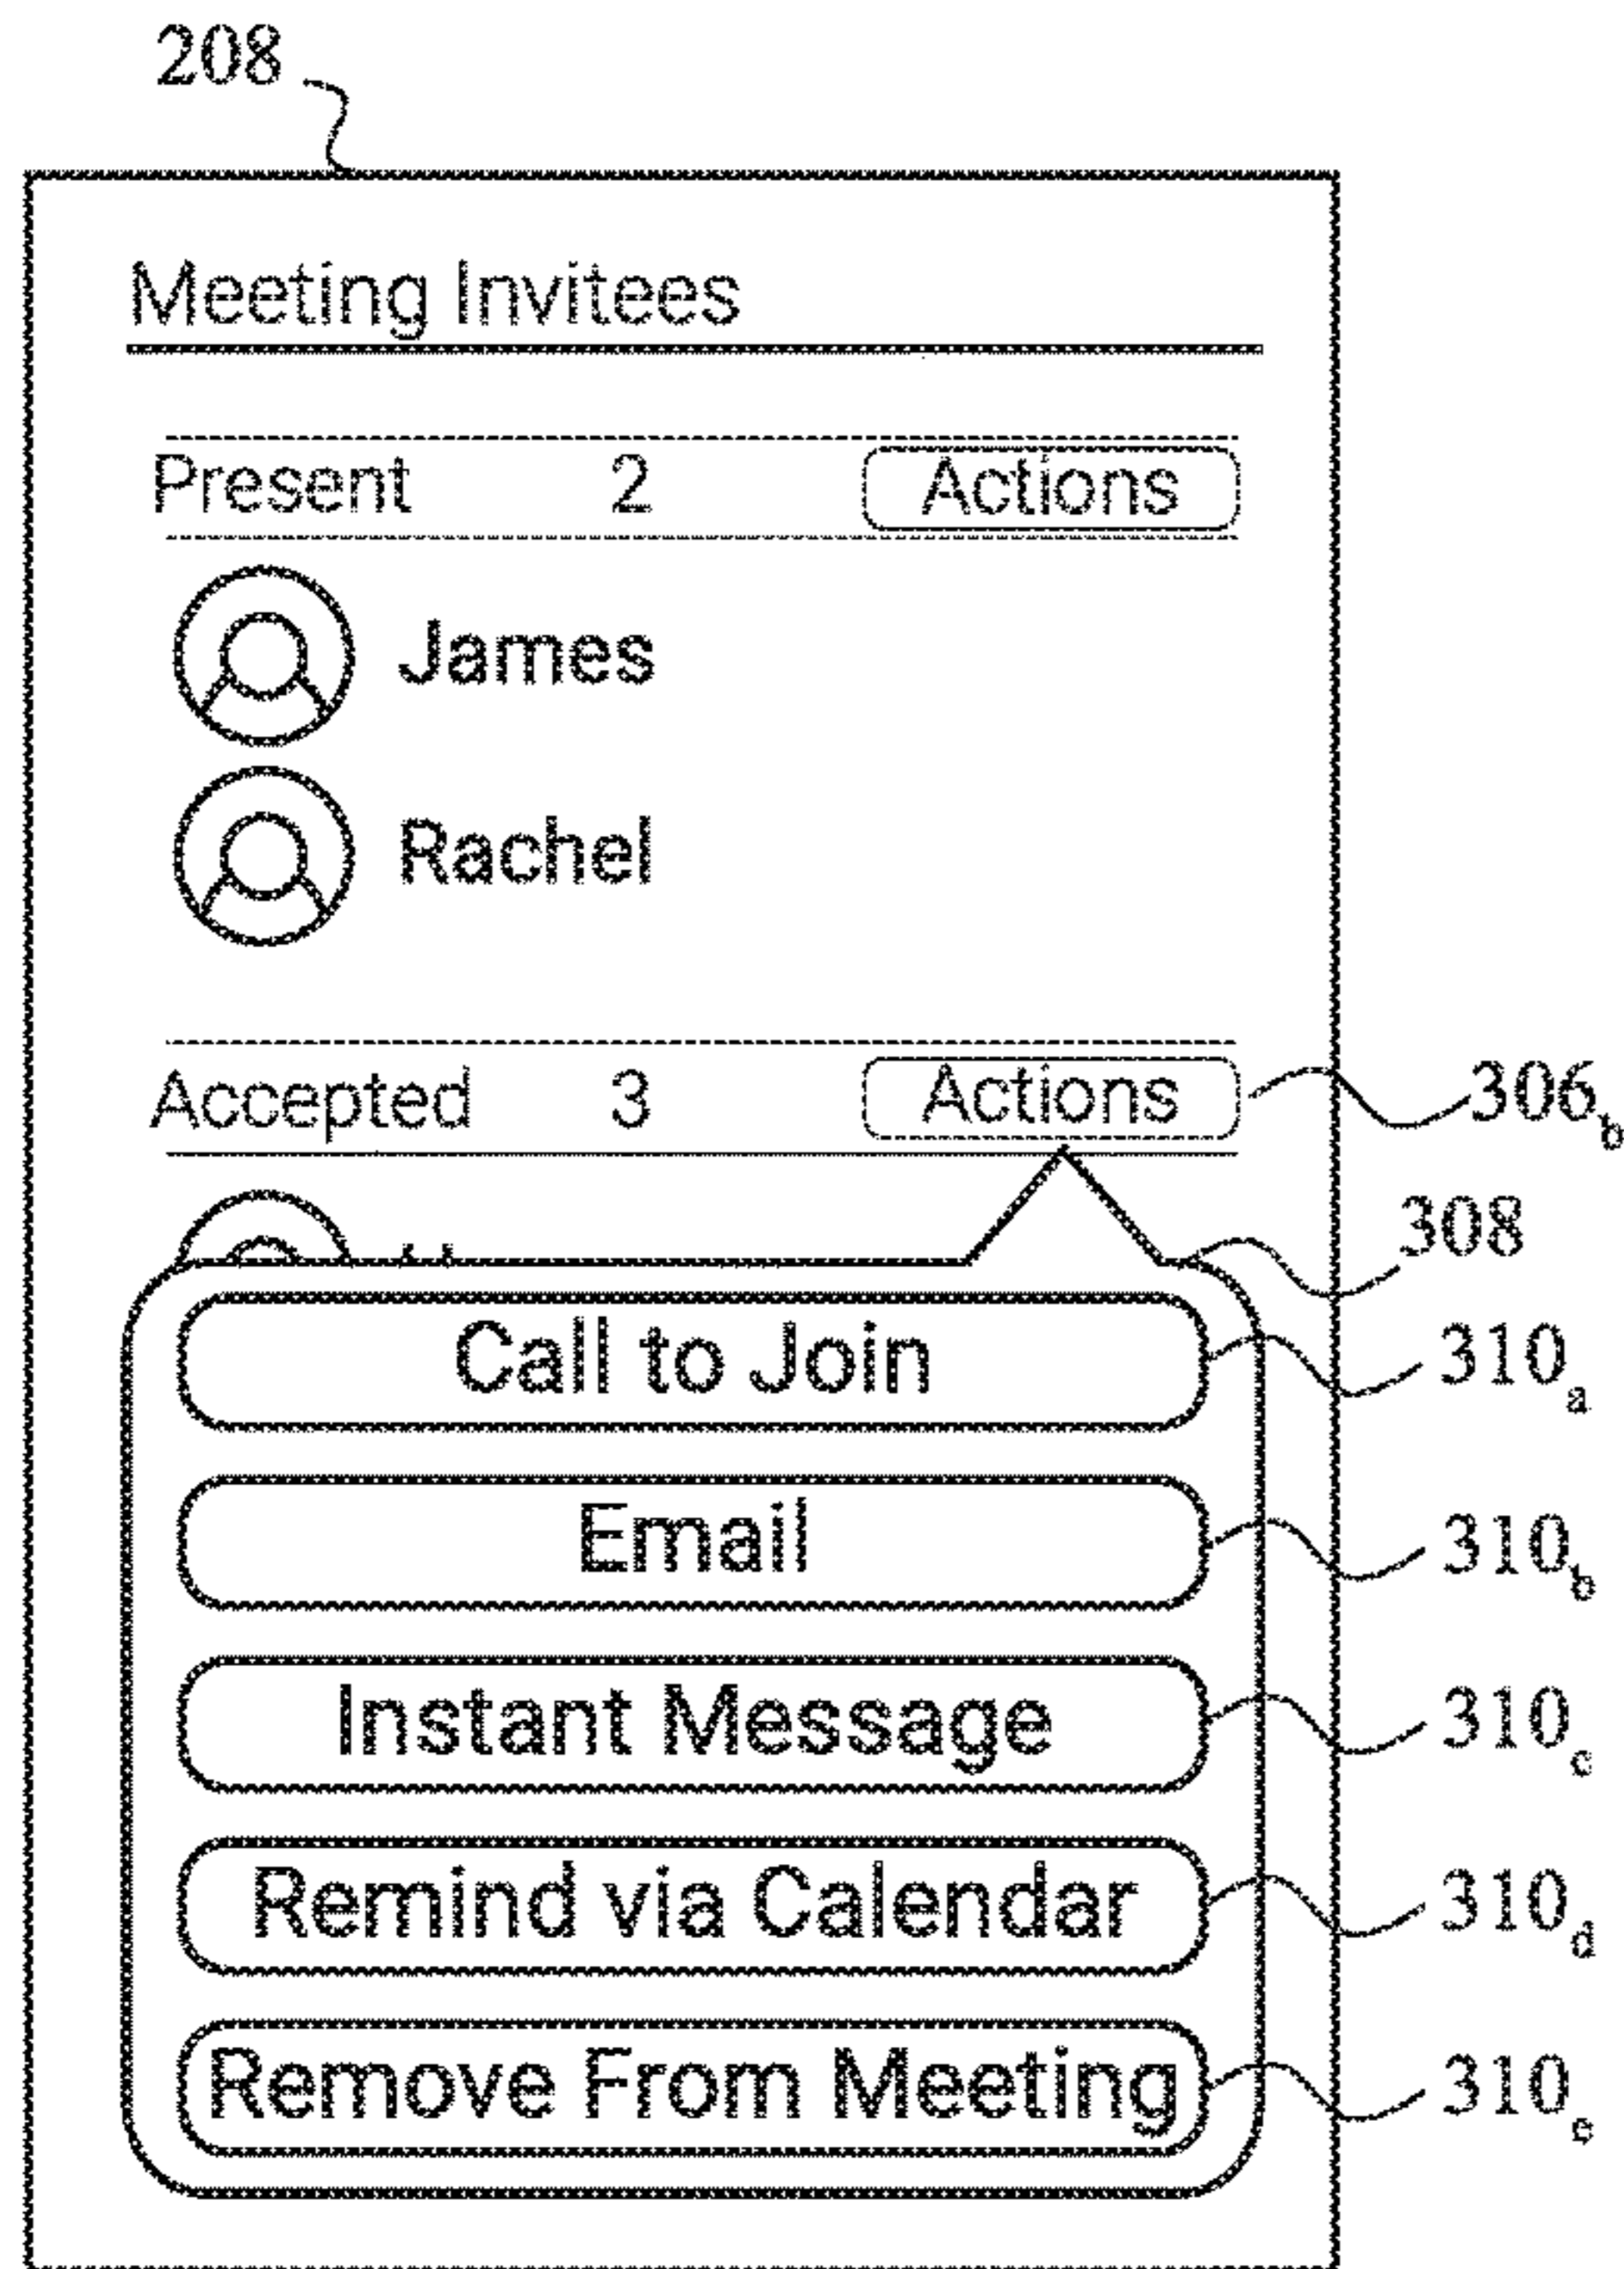 208
Meeting Invitees
Present 2 Actions
James
Rachel
Accepted 3 Actions 306b
308
Call to Join 310a
Email 310b
Instant Message 310c
Remind via Calendar 310d
Remove From Meeting 310e